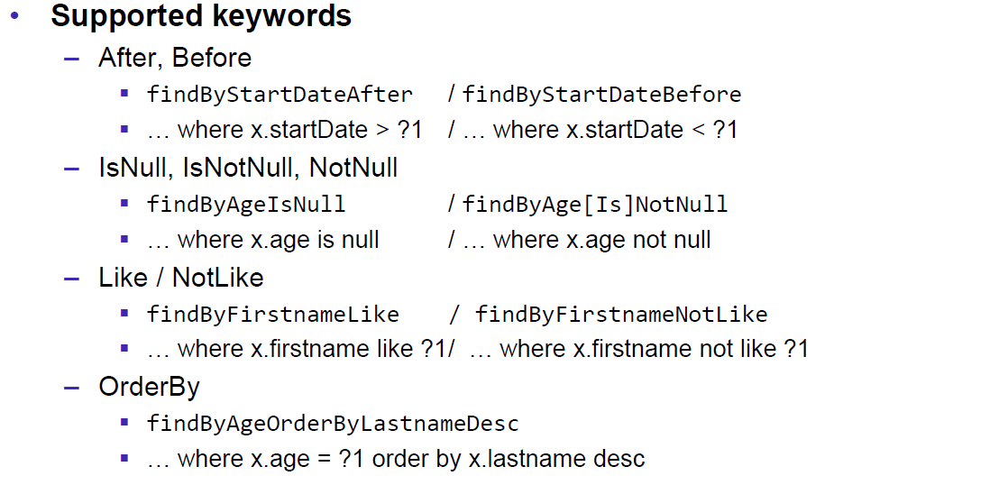 • Supported keywords
– After, Before
▪ findByStartDateAfter / findByStartDateBefore
▪ … where x.startDate > ?1 / … where x.startDate < ?1
– IsNull, IsNotNull, NotNull
▪ findByAgeIsNull / findByAge[Is]NotNull
▪ … where x.age is null / … where x.age not null
– Like / NotLike
▪ findByFirstnameLike / findByFirstnameNotLike
▪ … where x.firstname like ?1/ … where x.firstname not like ?1
– OrderBy
▪ findByAgeOrderByLastnameDesc
▪ … where x.age = ?1 order by x.lastname desc